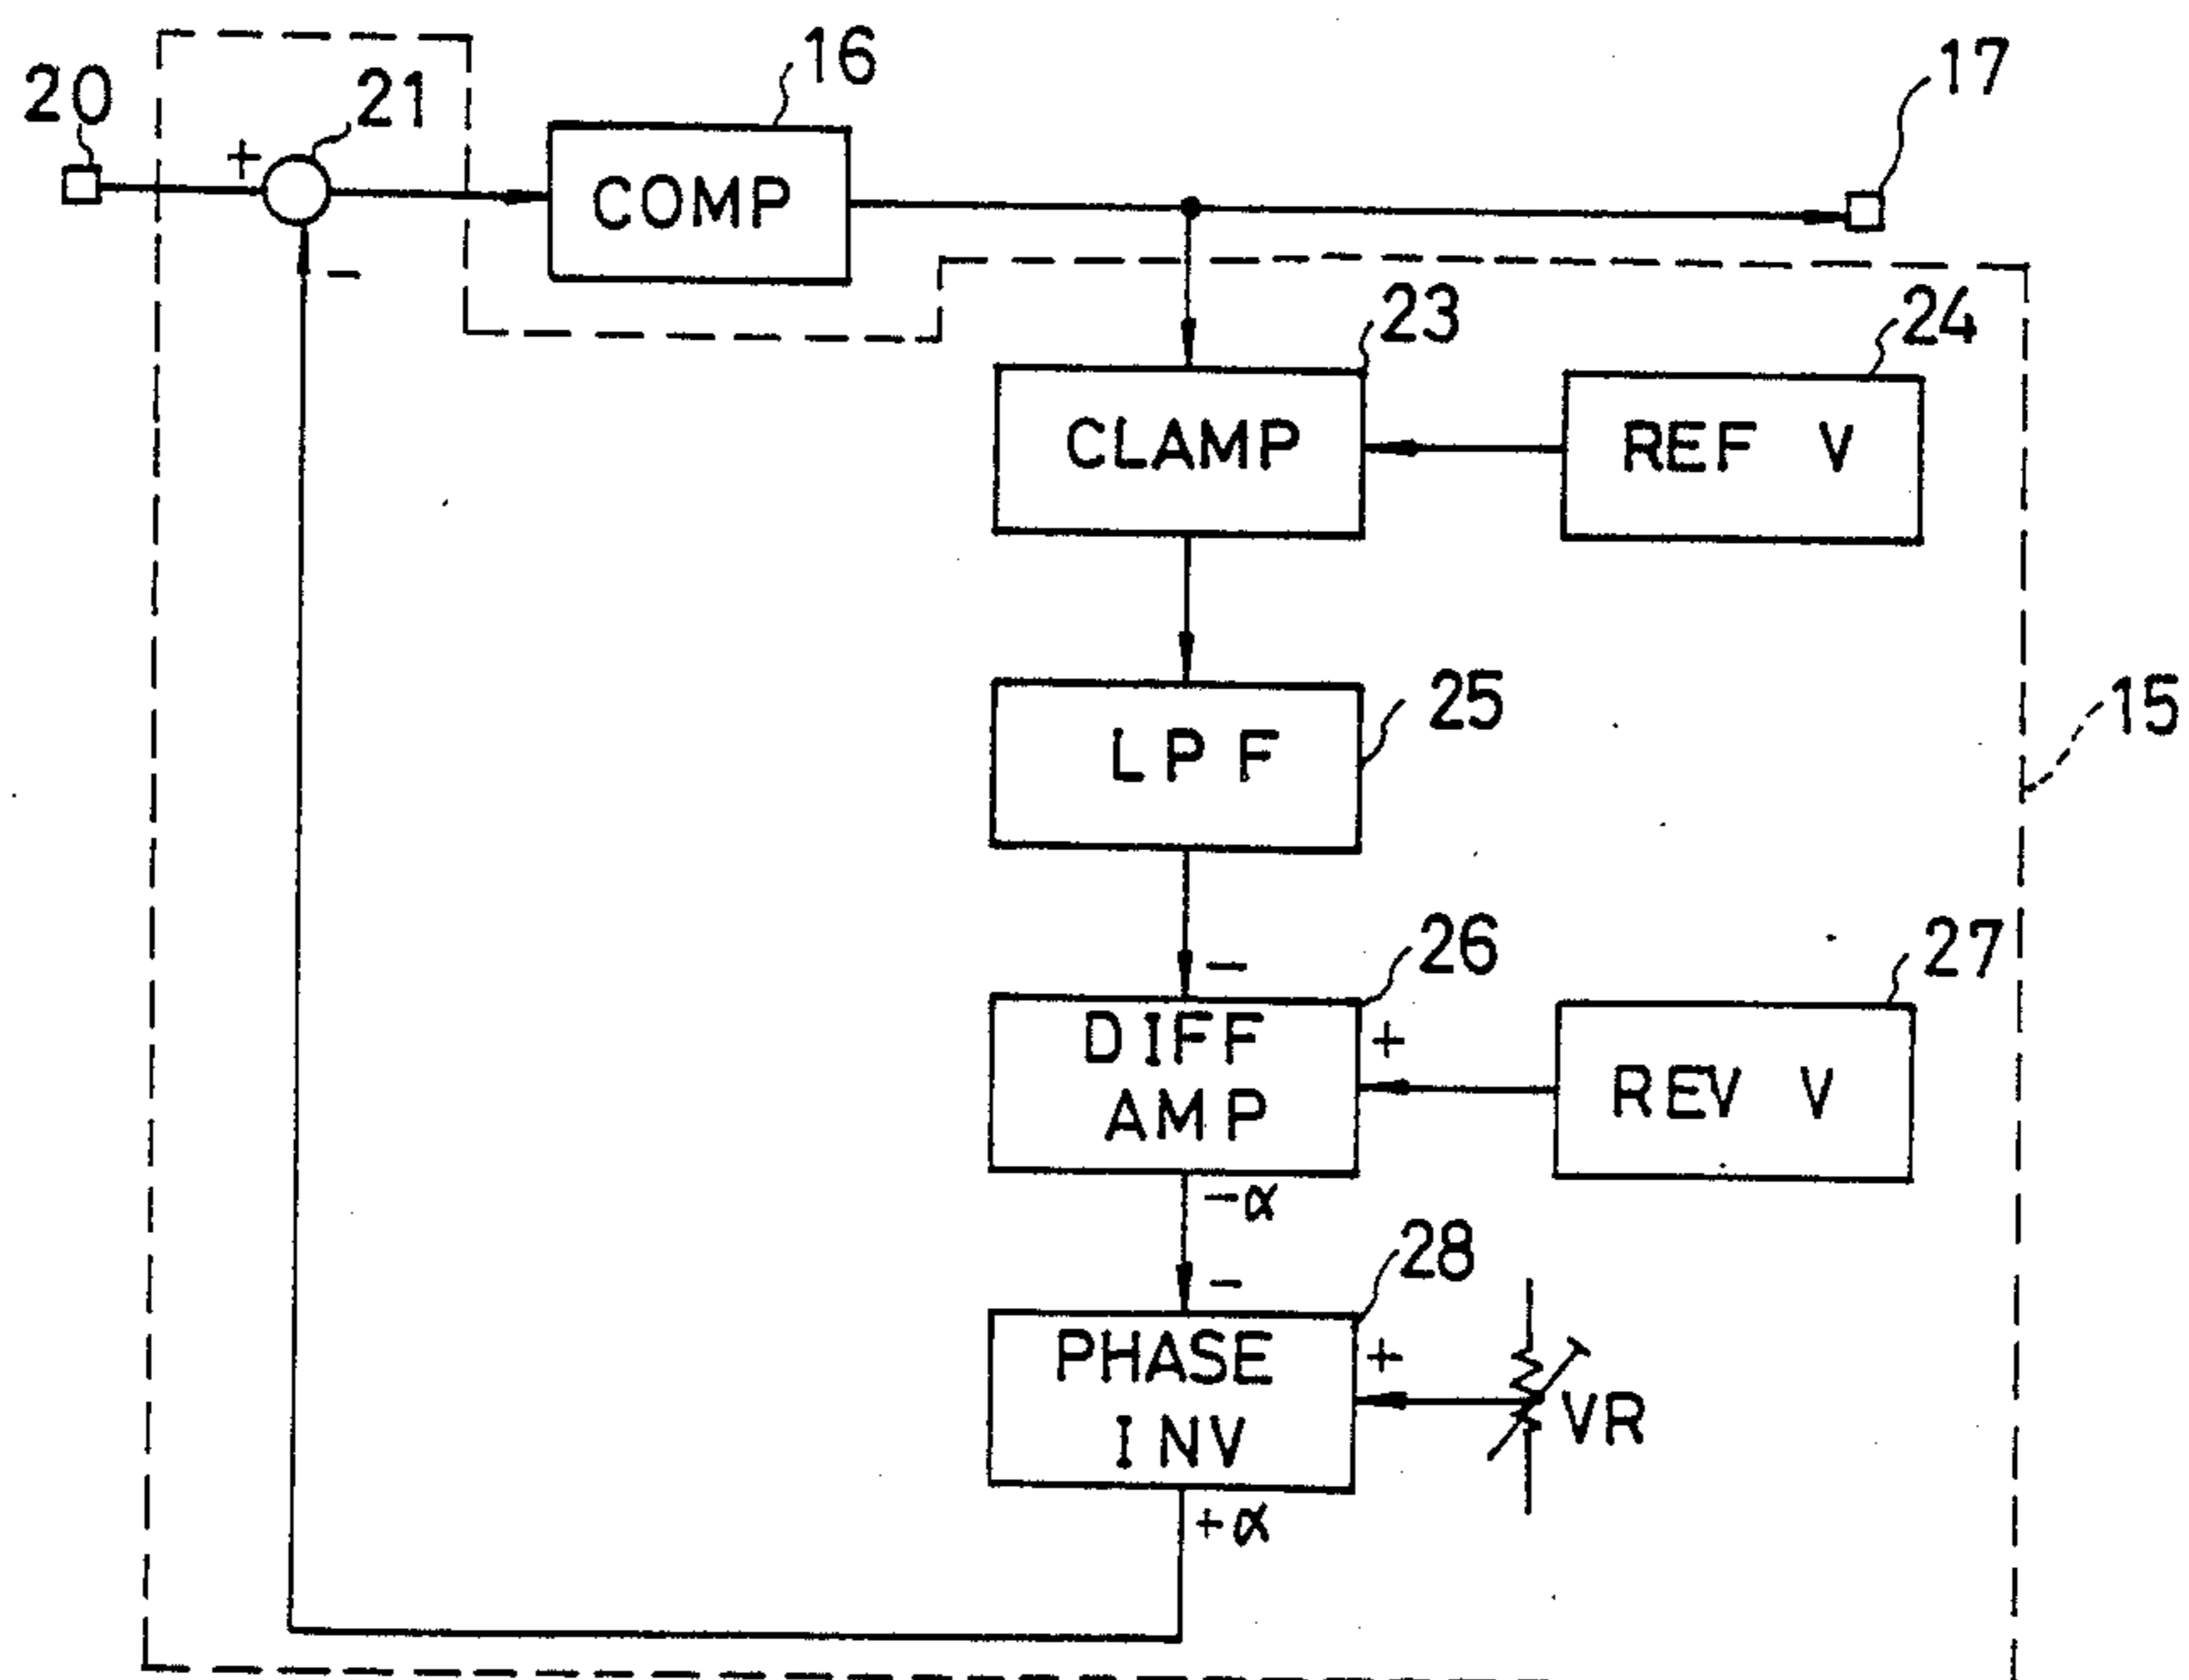 20
+
21
16
17
COMP
-
23
24
CLAMP
REF V
25
LPF
15
-
26
27
DIFF
AMP
+
REV V
-α
-
28
PHASE
INV
+
VR
+α